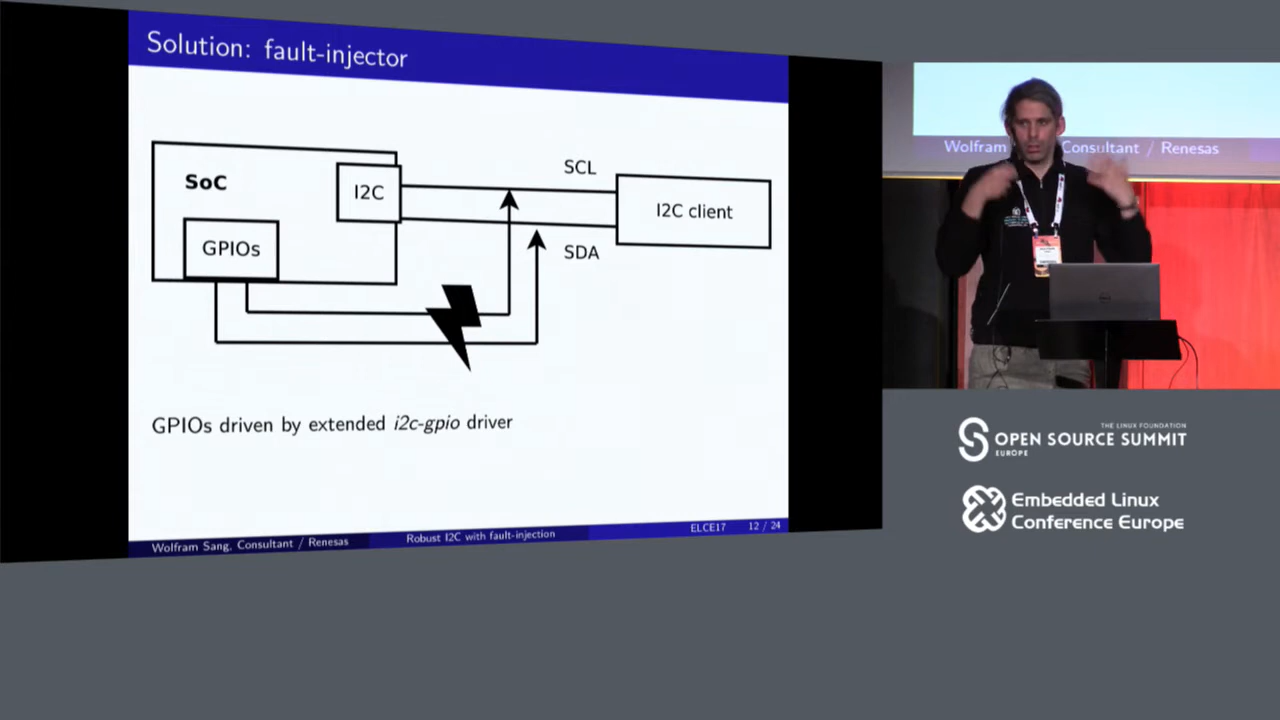 Solution: fault-injector
SoC
I2C
GPIOs
SCL
SDA
I2C client
GPIOs driven by extended i2c-gpio driver
Wolfram Sang, Consultant / Renesas
Robust I2C with fault-injection
ELCE17
12 / 24
Wolfram
Consultant / Renesas
THE LINUX FOUNDATION
OPEN SOURCE SUMMIT
EUROPE
Embedded Linux
Conference Europe